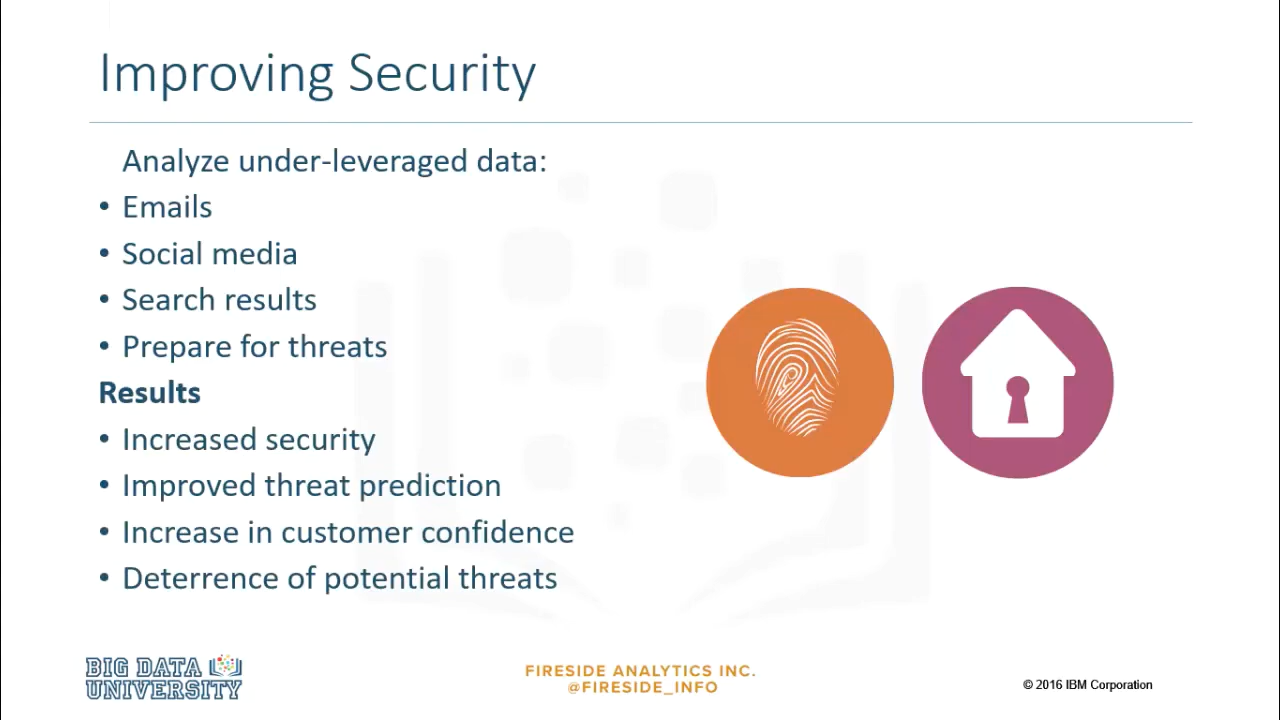 Improving Security
Analyze under-leveraged data:
• Emails
• Social media
• Search results
• Prepare for threats
Results
• Increased security
• Improved threat prediction
• Increase in customer confidence
• Deterrence of potential threats
BIG DATA
UNIVERSITY
FIRESIDE ANALYTICS INC.
@FIRESIDE_INFO
© 2016 IBM Corporation